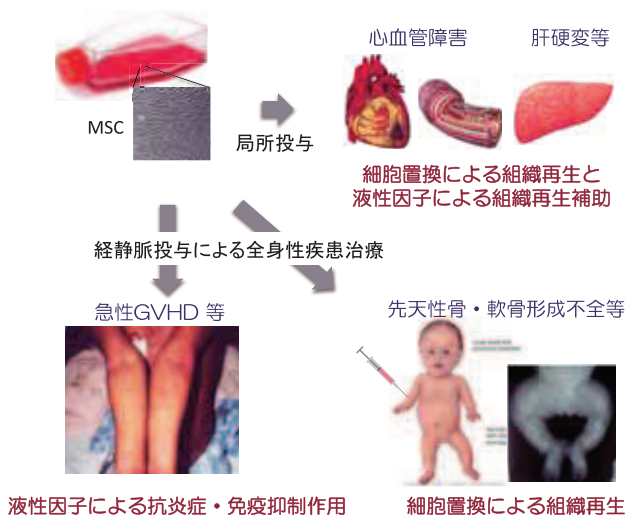 心血管障害
肝硬変等
MSC
局所投与
細胞置換による組織再生と
液性因子による組織再生補助
経静脈投与による全身性疾患治療
急性GVHD 等
先天性骨・軟骨形成不全等
液性因子による抗炎症・免疫抑制作用
細胞置換による組織再生